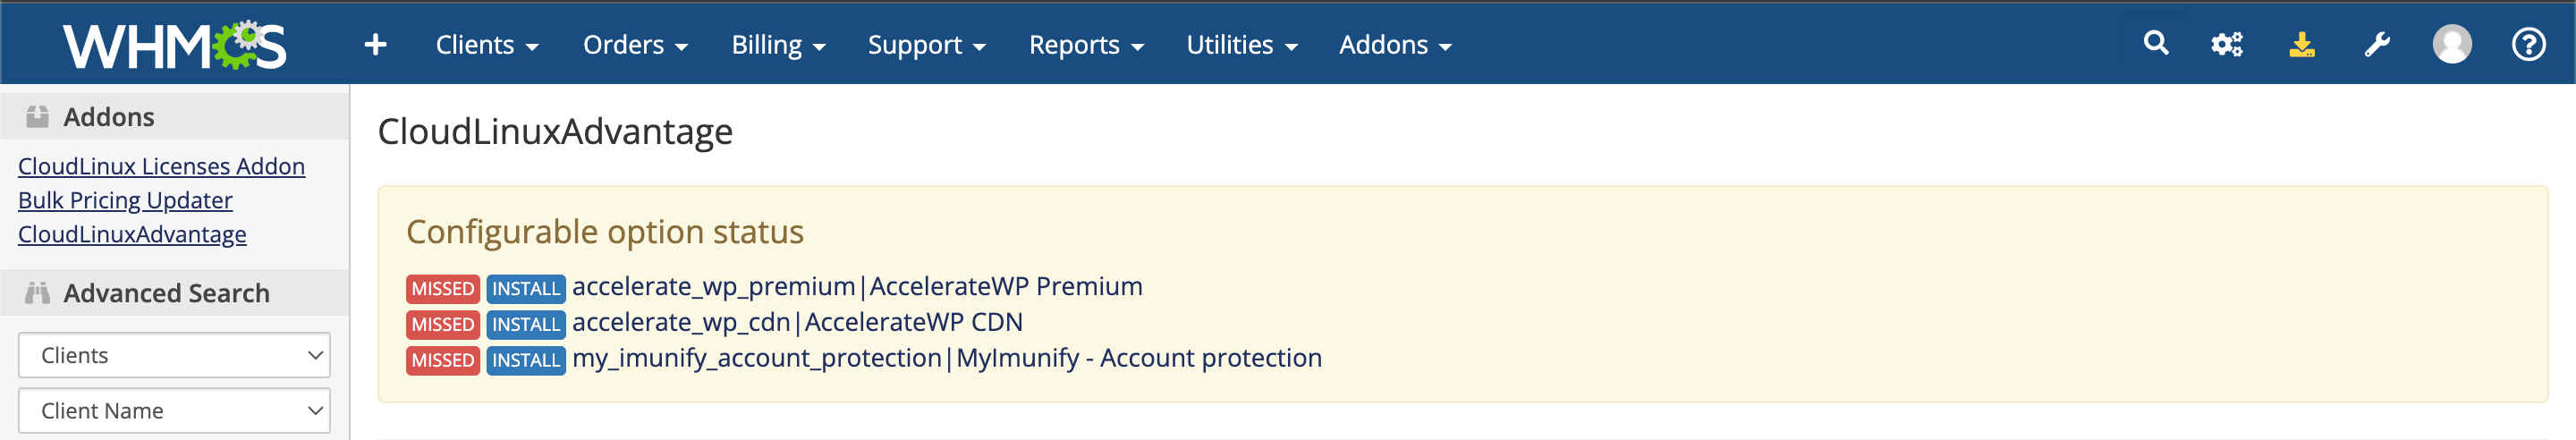 WHMCS Clients Orders Billing Support Reports Utilities Addons
Addons
CloudLinux Licenses Addon
Bulk Pricing Updater
CloudLinuxAdvantage
Advanced Search
Clients
Client Name
CloudLinuxAdvantage
Configurable option status
MISSED INSTALL accelerate_wp_premium|AccelerateWP Premium
MISSED INSTALL accelerate_wp_cdn|AccelerateWP CDN
MISSED INSTALL my_imunify_account_protection|MyImunify - Account protection